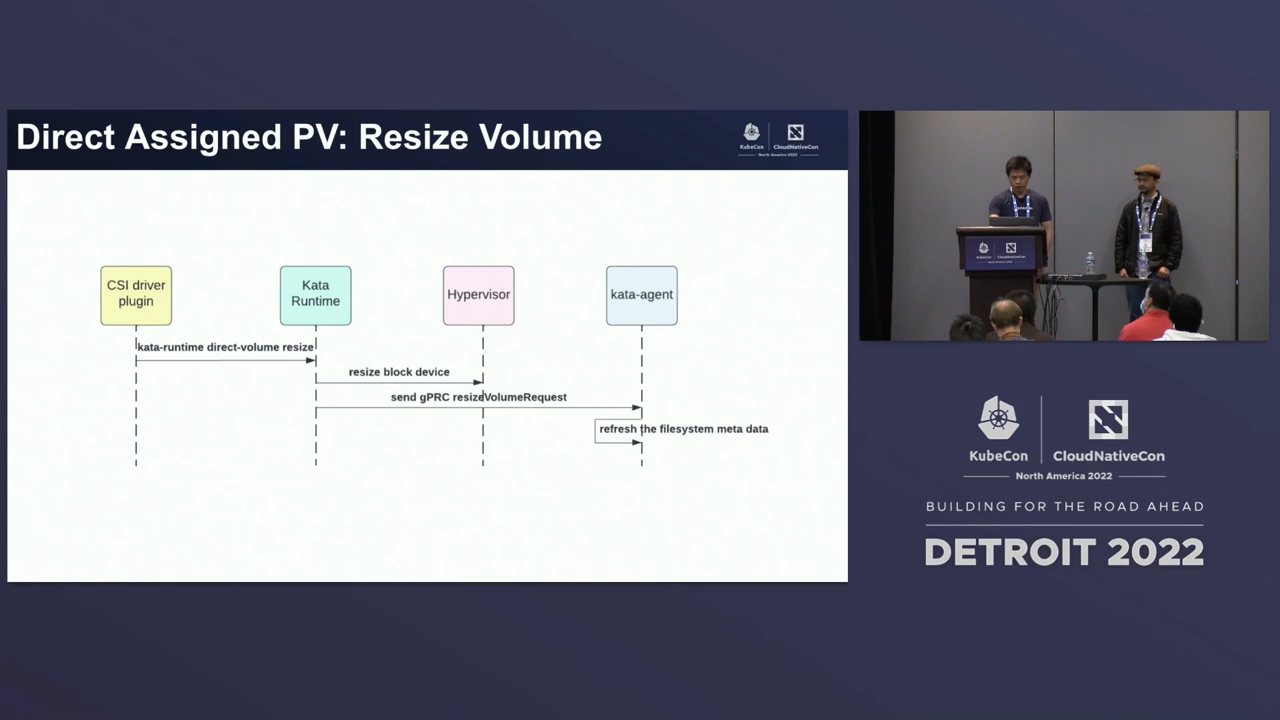 Direct Assigned PV: Resize Volume
KubeCon
CloudNativeCon
North America 2022
CSI driver
plugin
Kata
Runtime
Hypervisor
kata-agent
kata-runtime direct-volume resize
resize block device
send gPRC resizeVolumeRequest
refresh the filesystem meta data
KubeCon
CloudNativeCon
North America 2022
BUILDING FOR THE ROAD AHEAD
DETROIT 2022